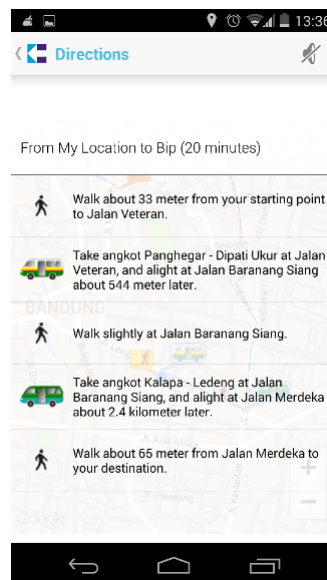 13:36
Directions
From My Location to Bip (20 minutes)
Walk about 33 meter from your starting point
to Jalan Veteran.
Take angkot Panghegar - Dipati Ukur at Jalan
Veteran, and alight at Jalan Baranang Siang
about 544 meter later.
BANDUNG
Walk slightly at Jalan Baranang Siang.
Take angkot Kalapa - Ledeng at Jalan
Baranang Siang, and alight at Jalan Merdeka
about 2.4 kilometer later.
Jl. Asia Afrika
Walk about 65 meter from Jalan Merdeka to
your destination.
Google